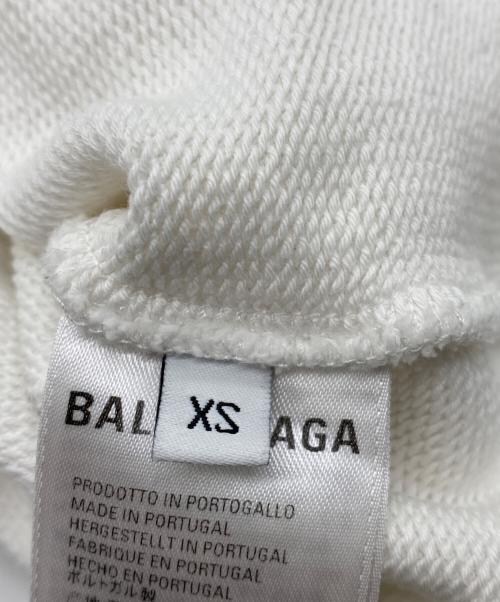 BAL XS AGA
PRODOTTO IN PORTOGALLO
MADE IN PORTUGAL
HERGESTELLT IN PORTUGAL
FABRIQUE EN PORTUGAL
HECHO EN PORTUGAL
ポルトガル製